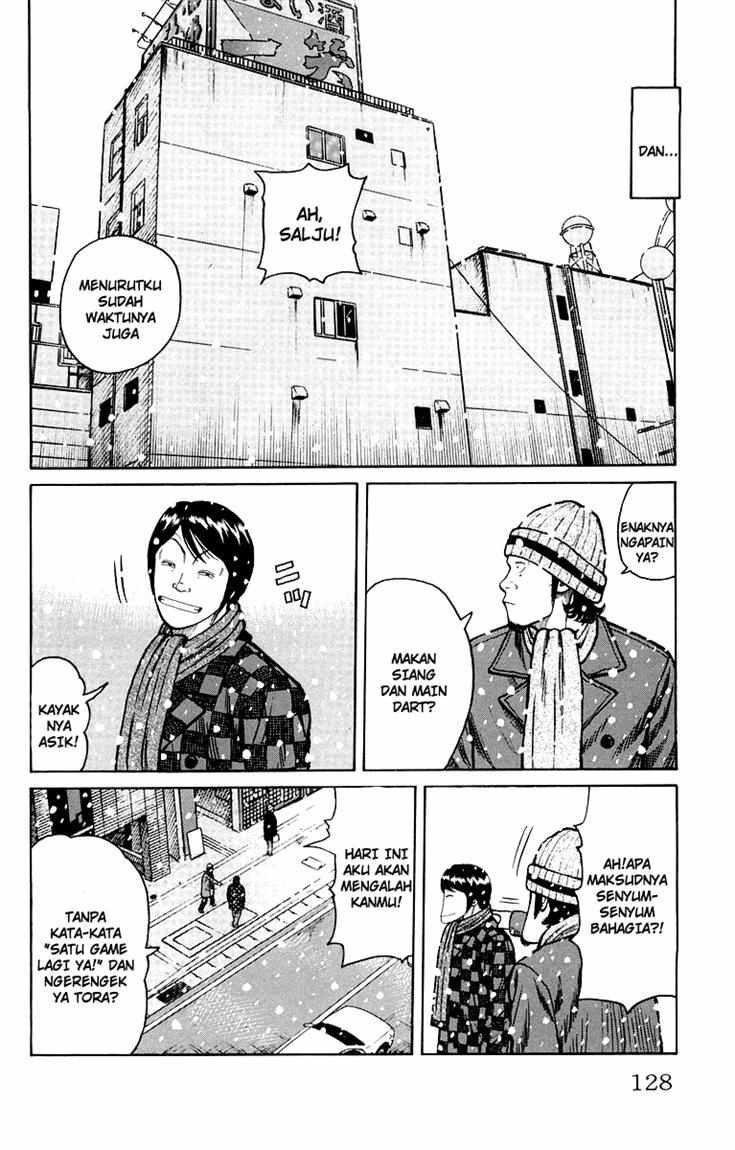 い酒
DAN...
AH,
SALJU!
MENURUTKU
SUDAH
WAKTUNYA
JUGA
ENAKNYA
NGAPAIN
YA?
MAKAN
SIANG
DAN MAIN
DART?
KAYAK
NYA
ASIK!
AH!APA
MAKSUDNYA
SENYUM-
SENYUM
BAHAGIA?!
HARI INI
AKU AKAN
MENGALAH
KANMU!
TANPA
KATA-KATA
"SATU GAME
LAGI YA!" DAN
NGERENGEK
YA TORA?
128